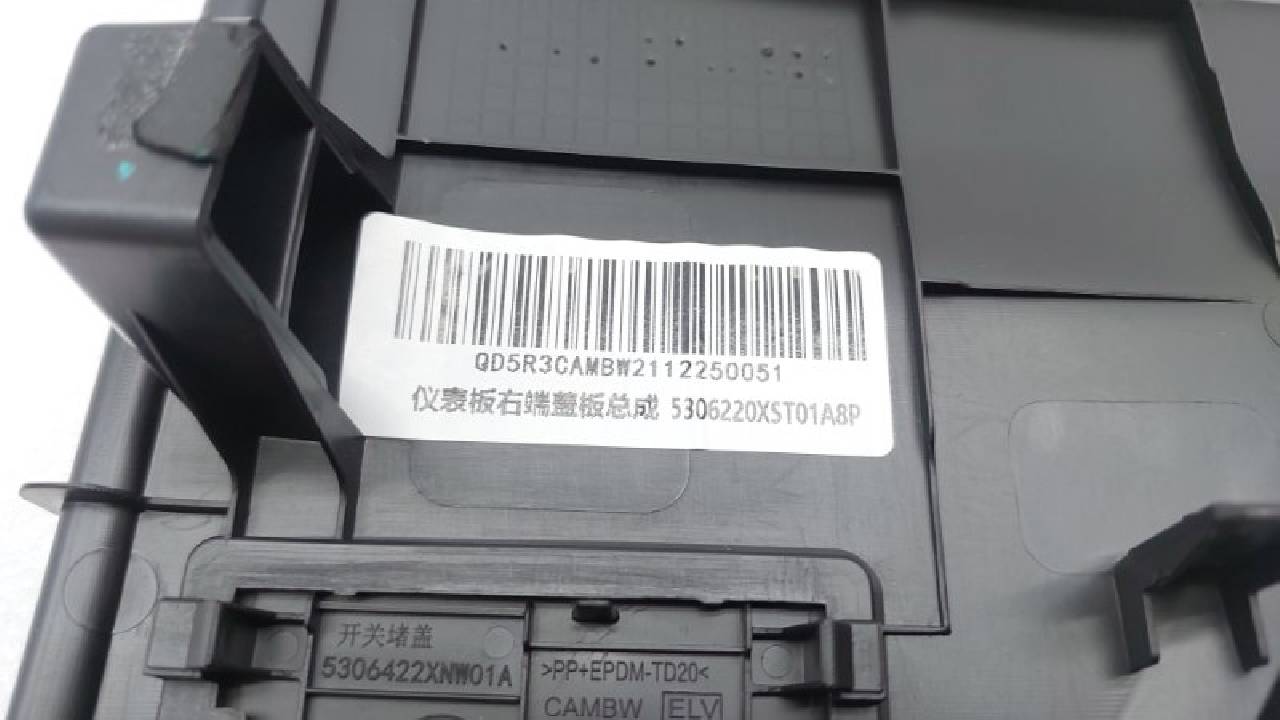 QD5R3CAMBW2112250051
仪表板右端盖板总成 5306220XST01A8P
开关堵盖
5306422XNW01A
>PP+EPDM-TD20<
CAMBW ELV